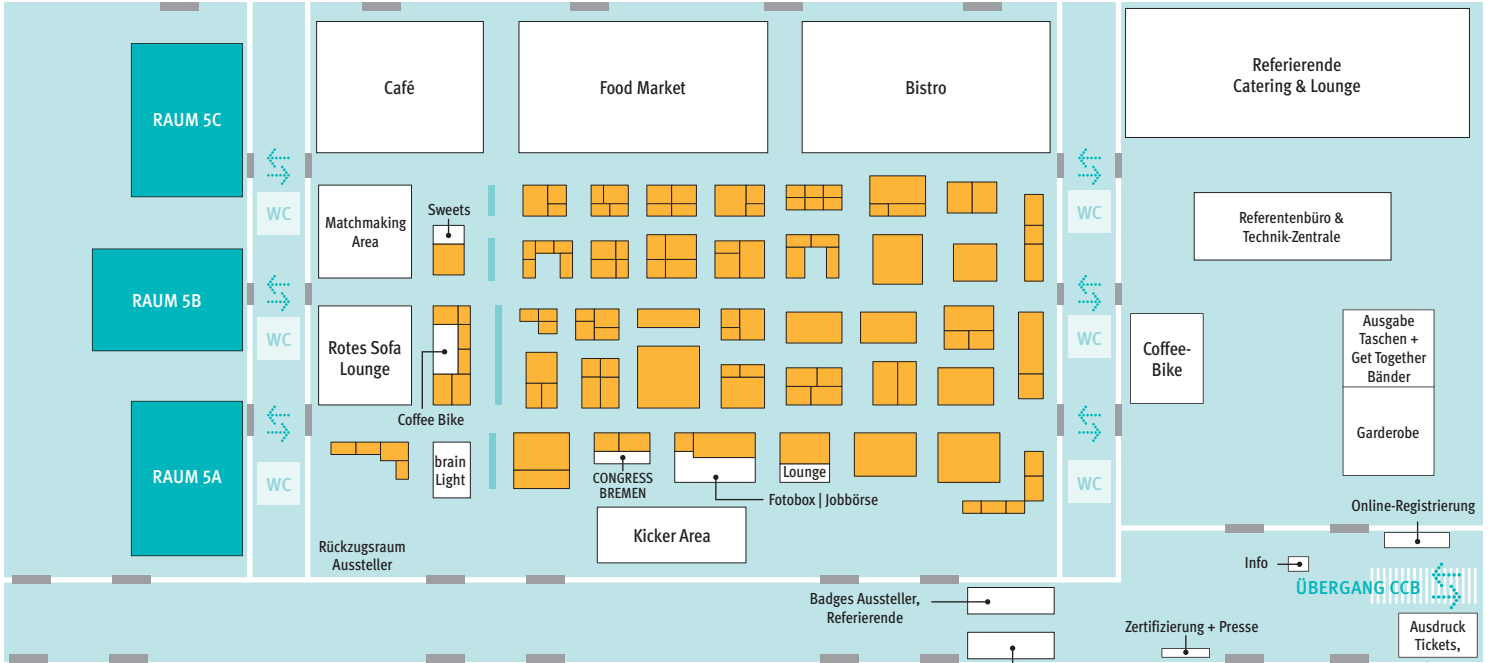 Café
Food Market
Bistro
Referierende
Catering & Lounge
RAUM 5C
WC
WC
Matchmaking
Area
Sweets
Referentenbüro &
Technik-Zentrale
RAUM 5B
WC
WC
Rotes Sofa
Lounge
Coffee Bike
Coffee-
Bike
Ausgabe
Taschen +
Get Together
Bänder
Garderobe
RAUM 5A
WC
WC
brain
Light
CONGRESS
BREMEN
Lounge
Fotobox | Jobbörse
Kicker Area
Rückzugsraum
Aussteller
Online-Registrierung
Info
ÜBERGANG CCB
Badges Aussteller,
Referierende
Zertifizierung + Presse
Ausdruck
Tickets,